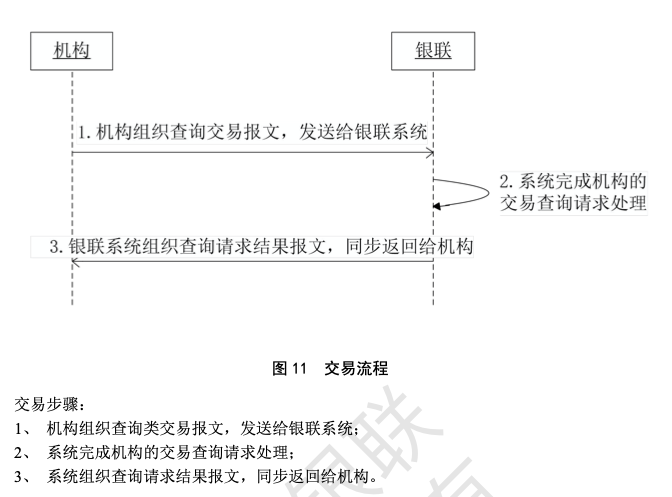 机构
银联
1.机构组织查询交易报文，发送给银联系统
2.系统完成机构的
交易查询请求处理
3.银联系统组织查询请求结果报文，同步返回给机构
图 11 交易流程
交易步骤：
1、 机构组织查询类交易报文，发送给银联系统；
2、 系统完成机构的交易查询请求处理；
3、 系统组织查询请求结果报文，同步返回给机构。
银联
有